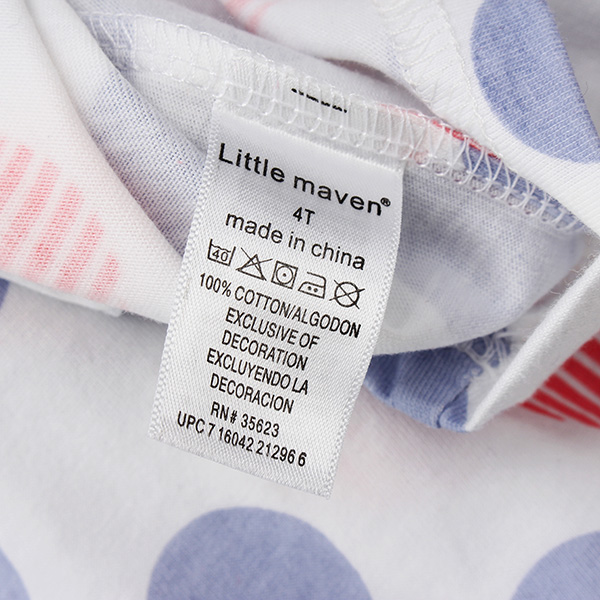 Little maven®
4T
made in china
40
100% COTTON/ALGODON
EXCLUSIVE OF
DECORATION
EXCLUYENDO LA
DECORACION
RN# 35623
UPC 7 16042 21296 6